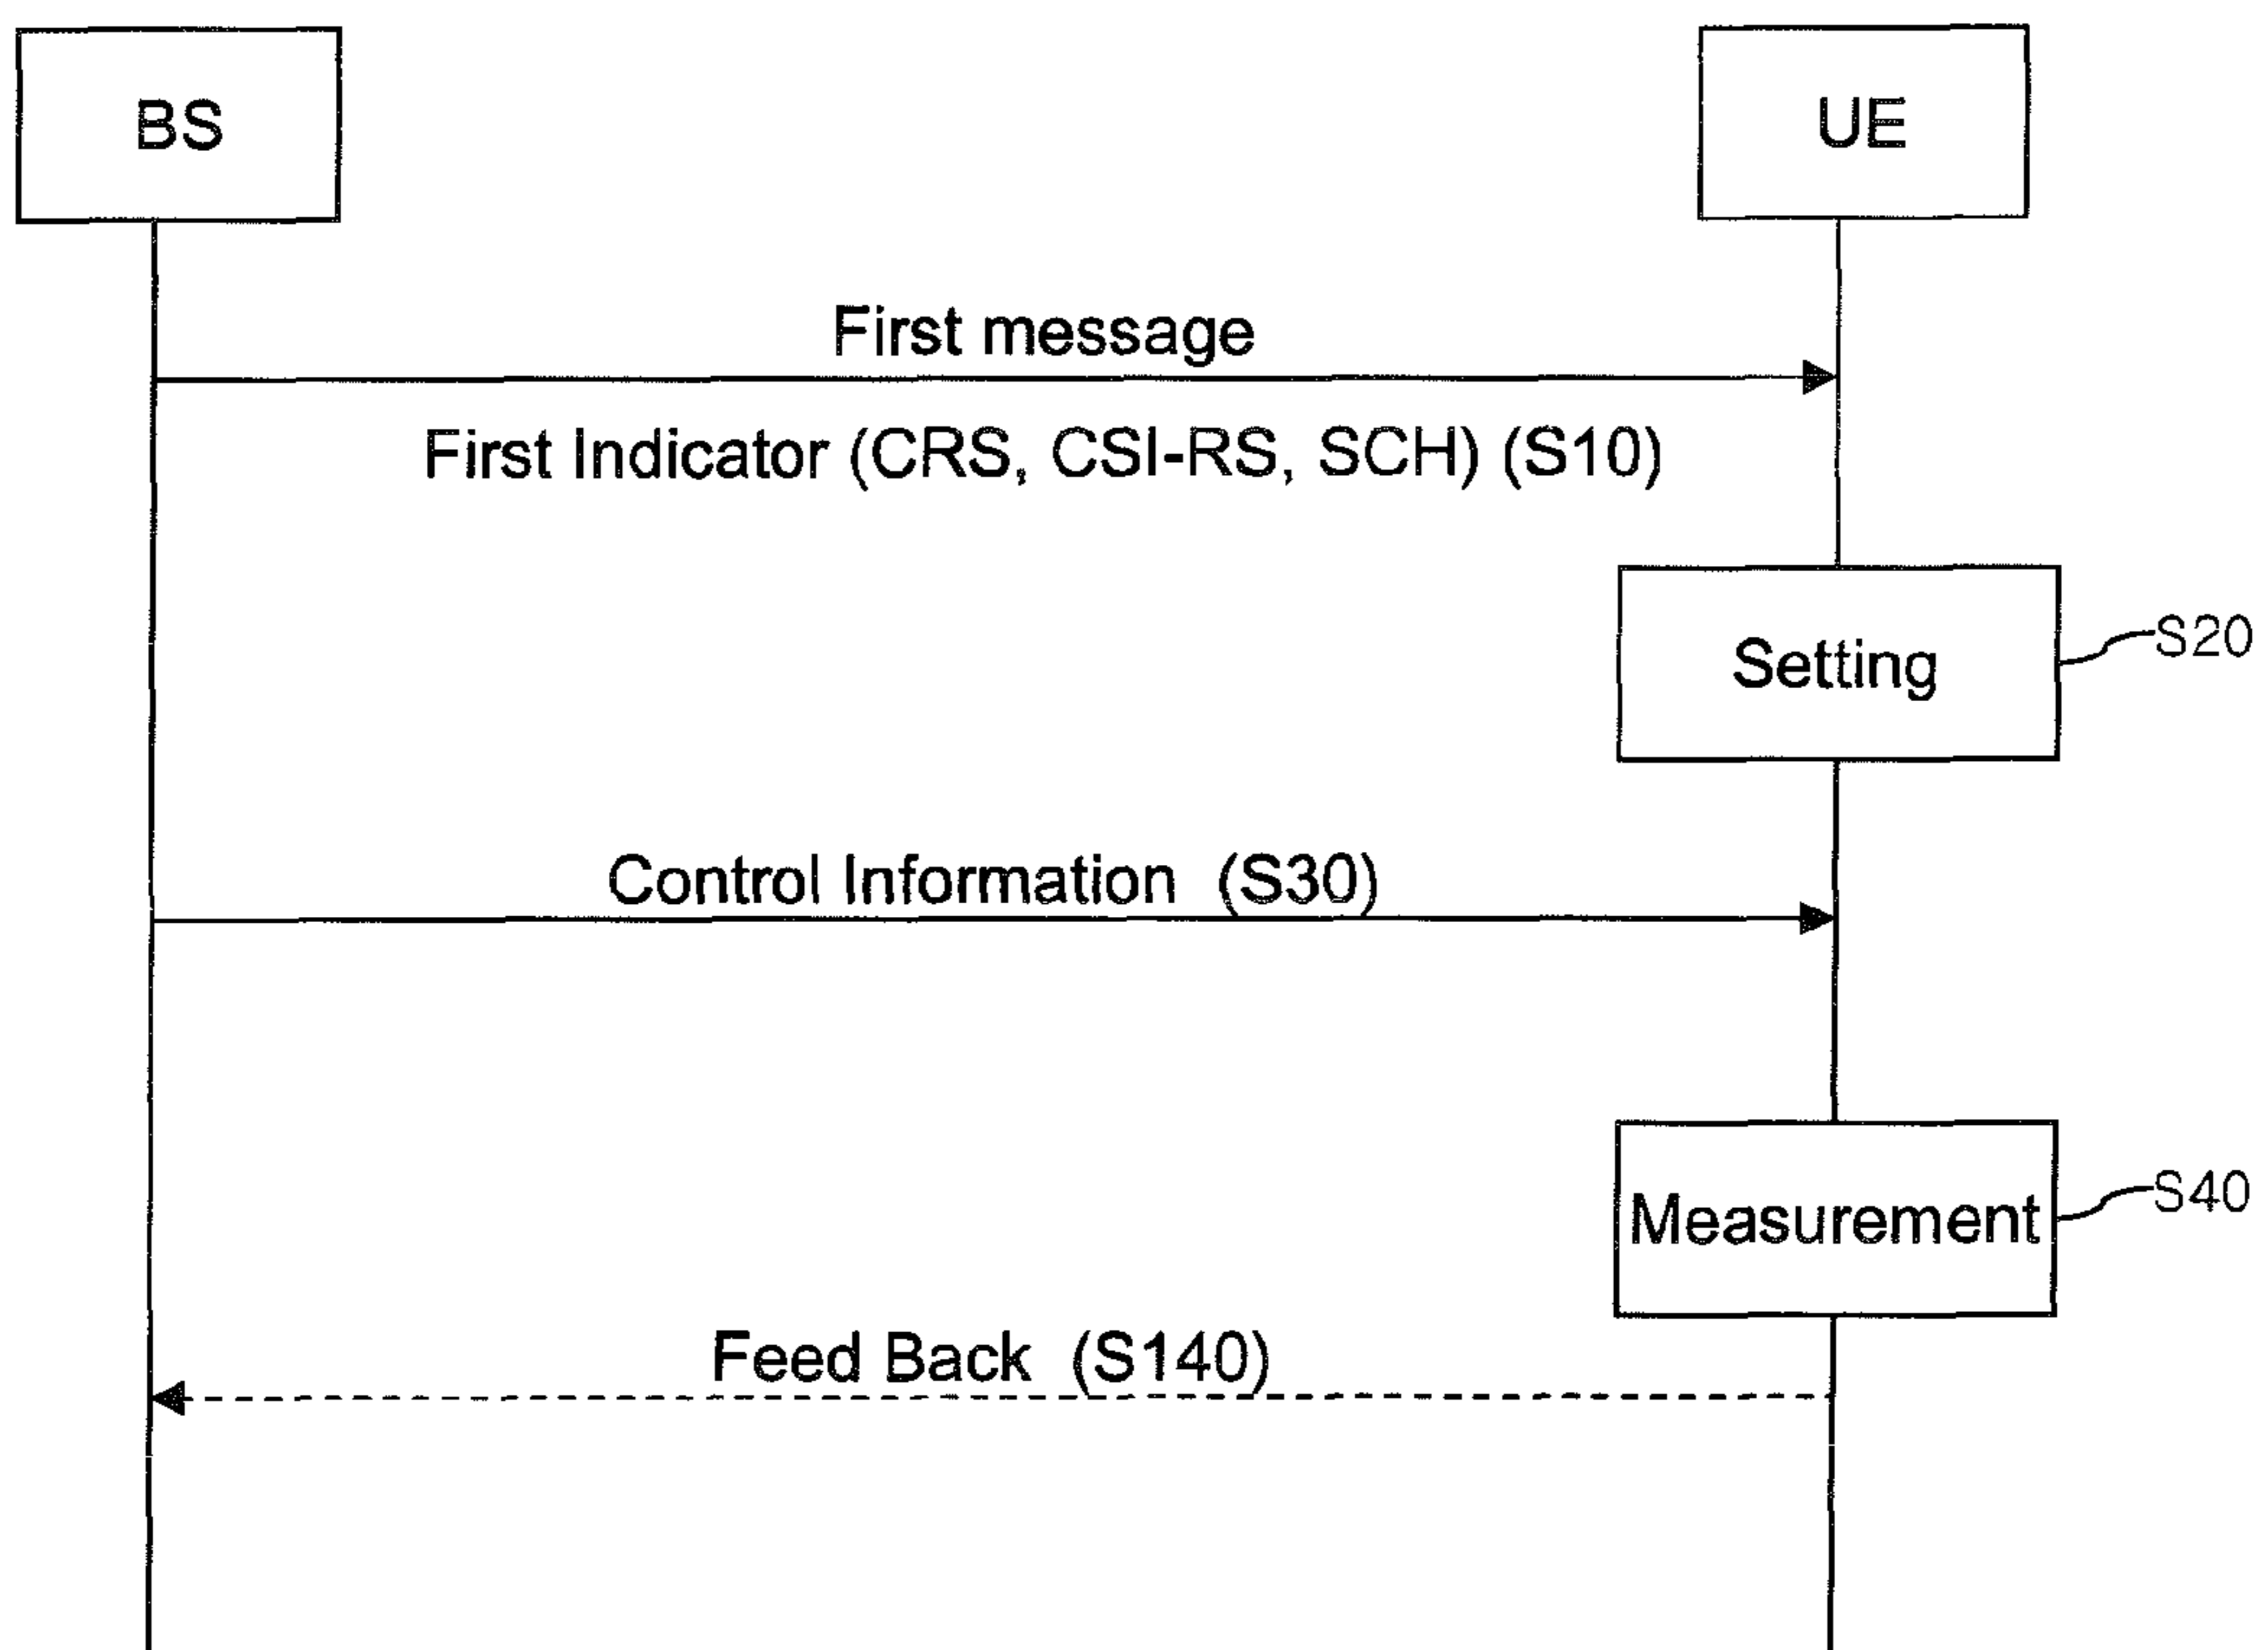 BS
UE
First message
First Indicator (CRS, CSI-RS, SCH) (S10)
Setting
S20
Control Information (S30)
Measurement
S40
Feed Back (S140)